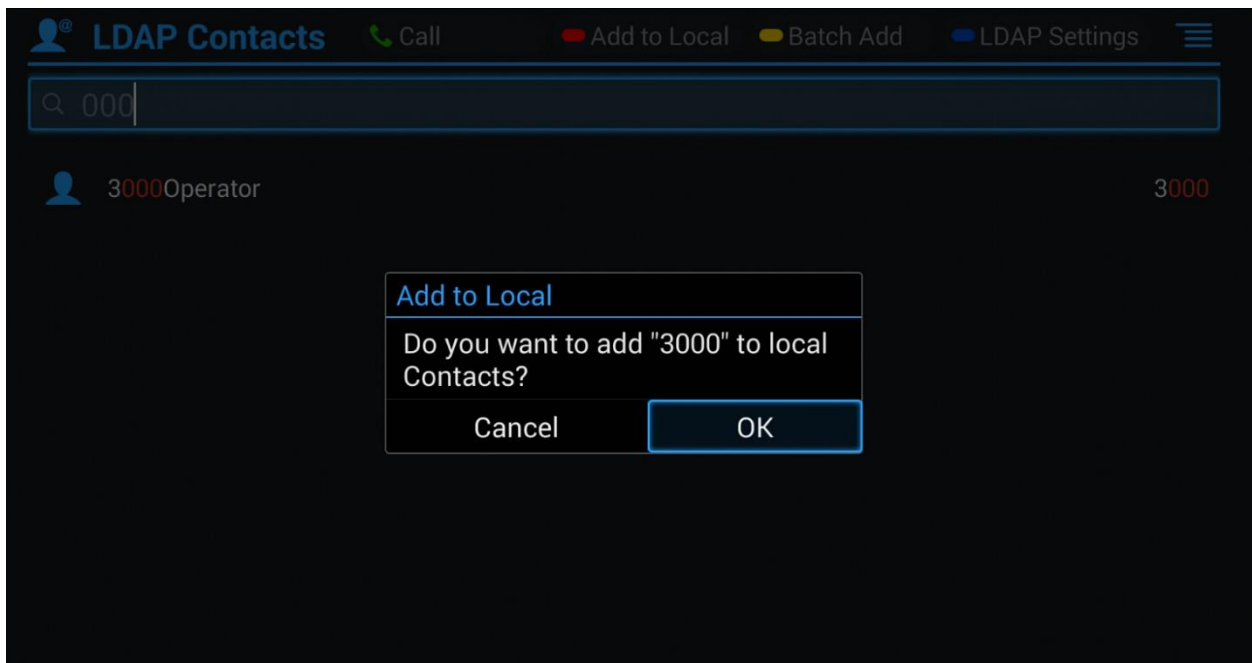 LDAP Contacts Call Add to Local Batch Add LDAP Settings
000
3000Operator 3000
Add to Local
Do you want to add "3000" to local
Contacts?
Cancel OK